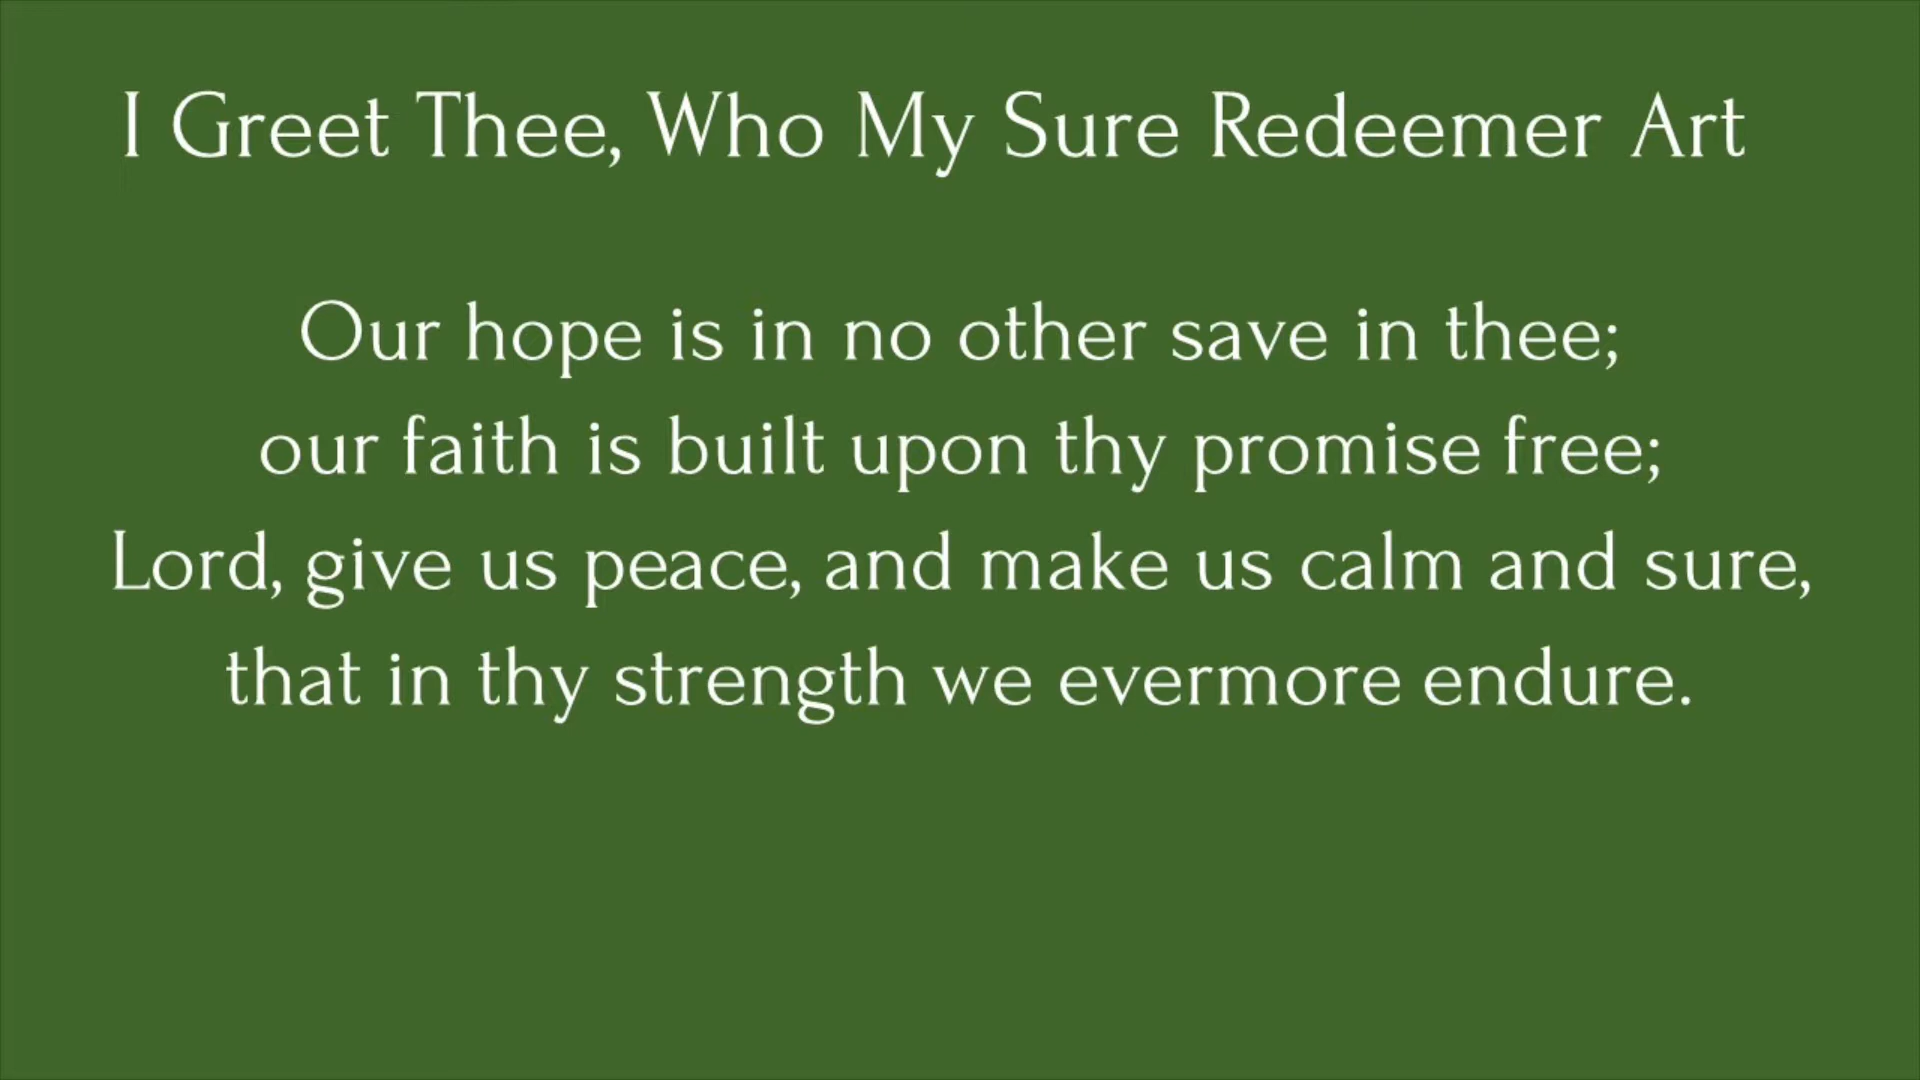 I Greet Thee, Who My Sure Redeemer Art
Our hope is in no other save in thee;
our faith is built upon thy promise free;
Lord, give us peace, and make us calm and sure,
that in thy strength we evermore endure.